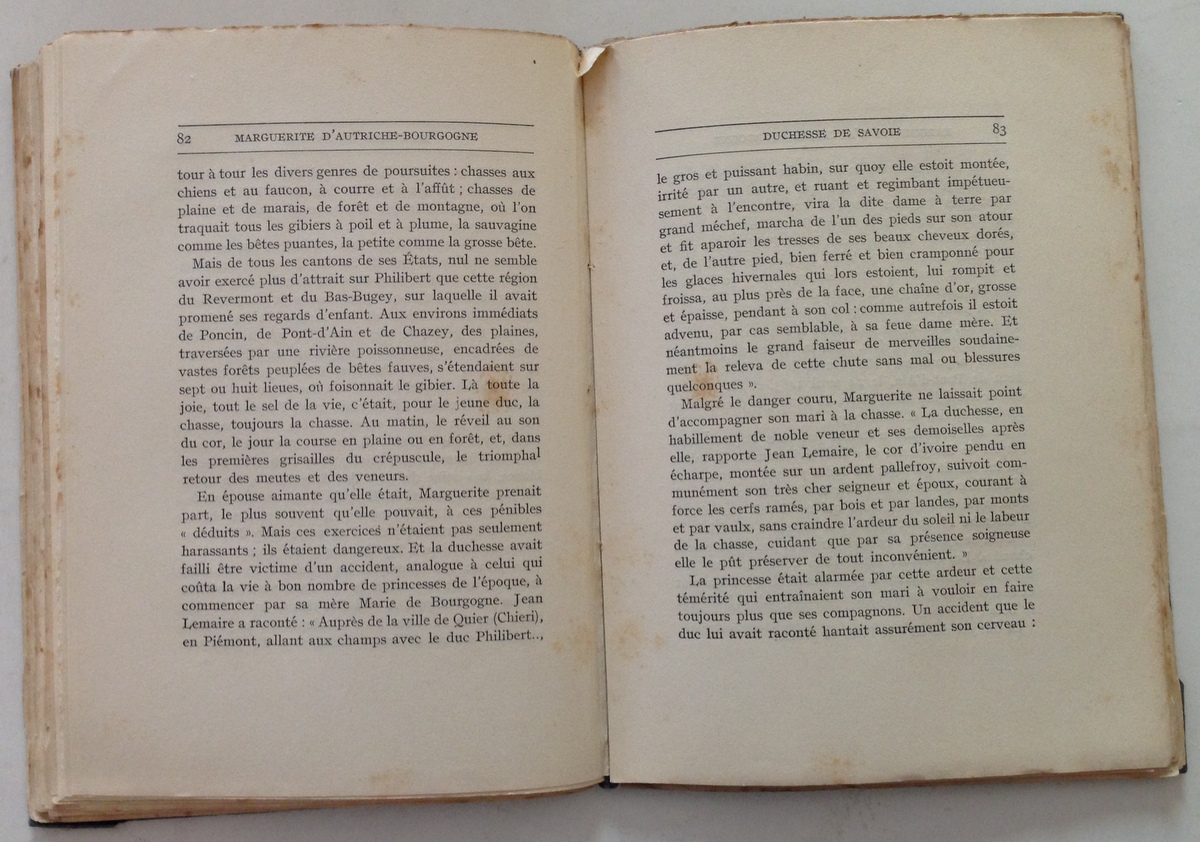 82 MARGUERITE D'AUTRICHE-BOURGOGNE
tour à tour les divers genres de poursuites : chasses aux
chiens et au faucon, à courre et à l'affût ; chasses de
plaine et de marais, de forêt et de montagne, où l'on
traquait tous les gibiers à poil et à plume, la sauvagine
comme les bêtes puantes, la petite comme la grosse bête.
Mais de tous les cantons de ses États, nul ne semble
avoir exercé plus d'attrait sur Philibert que cette région
du Revermont et du Bas-Bugey, sur laquelle il avait
promené ses regards d'enfant. Aux environs immédiats
de Poncin, de Pont-d'Ain et de Chazey, des plaines,
traversées par une rivière poissonneuse, encadrées de
vastes forêts peuplées de bêtes fauves, s'étendaient sur
sept ou huit lieues, où foisonnait le gibier. Là toute la
joie, tout le sel de la vie, c'était, pour le jeune duc, la
chasse, toujours la chasse. Au matin, le réveil au son
du cor, le jour la course en plaine ou en forêt, et, dans
les premières grisailles du crépuscule, le triomphal
retour des meutes et des veneurs.
En épouse aimante qu'elle était, Marguerite prenait
part, le plus souvent qu'elle pouvait, à ces pénibles
« déduits ». Mais ces exercices n'étaient pas seulement
harassants ; ils étaient dangereux. Et la duchesse avait
failli être victime d'un accident, analogue à celui qui
coûta la vie à bon nombre de princesses de l'époque, à
commencer par sa mère Marie de Bourgogne. Jean
Lemaire a raconté : « Auprès de la ville de Quier (Chieri),
en Piémont, allant aux champs avec le duc Philibert..,
DUCHESSE DE SAVOIE 83
le gros et puissant habin, sur quoy elle estoit montée,
irrité par un autre, et ruant et regimbant impétueu-
sement à l'encontre, vira la dite dame à terre par
grand méchef, marcha de l'un des pieds sur son atour
et fit aparoir les tresses de ses beaux cheveux dorés,
et, de l'autre pied, bien ferré et bien cramponné pour
les glaces hivernales qui lors estoient, lui rompit et
froissa, au plus près de la face, une chaîne d'or, grosse
et épaisse, pendant à son col : comme autrefois il estoit
advenu, par cas semblable, à sa feue dame mère. Et
néantmoins le grand faiseur de merveilles soudaine-
ment la releva de cette chute sans mal ou blessures
quelconques ».
Malgré le danger couru, Marguerite ne laissait point
d'accompagner son mari à la chasse. « La duchesse, en
habillement de noble veneur et ses demoiselles après
elle, rapporte Jean Lemaire, le cor d'ivoire pendu en
écharpe, montée sur un ardent pallefroy, suivoit com-
munément son très cher seigneur et époux, courant à
force les cerfs ramés, par bois et par landes, par monts
et par vaulx, sans craindre l'ardeur du soleil ni le labeur
de la chasse, cuidant que par sa présence soigneuse
elle le pût préserver de tout inconvénient. »
La princesse était alarmée par cette ardeur et cette
témérité qui entraînaient son mari à vouloir en faire
toujours plus que ses compagnons. Un accident que le
duc lui avait raconté hantait assurément son cerveau :